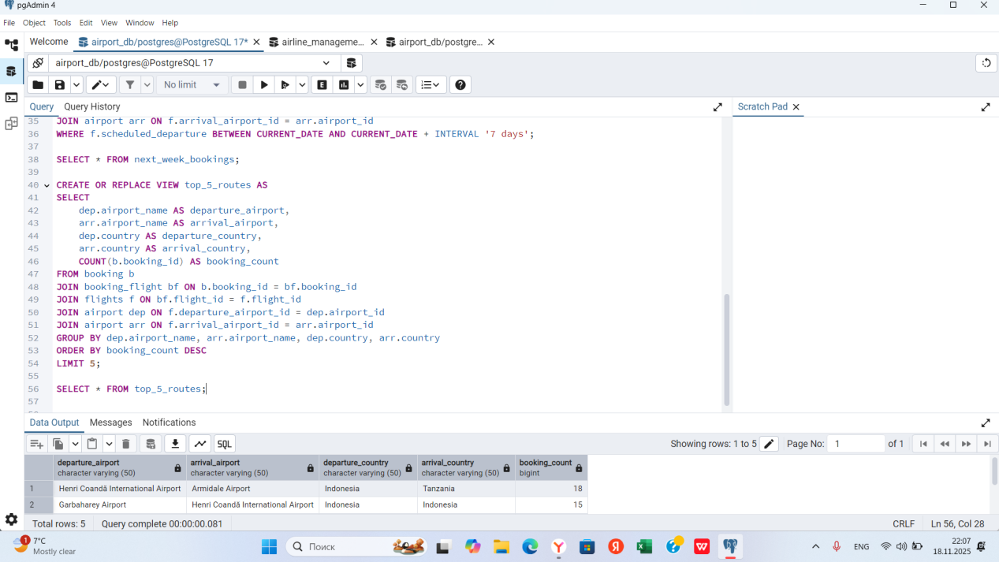 pgAdmin 4
File Object Tools Edit View Window Help
Welcome airport_db/postgres@PostgreSQL 17* airline_manageme... airport_db/postgre...
airport_db/postgres@PostgreSQL 17
No limit
Query Query History Scratch Pad
35 JOIN airport arr ON f.arrival_airport_id = arr.airport_id
36 WHERE f.scheduled_departure BETWEEN CURRENT_DATE AND CURRENT_DATE + INTERVAL '7 days';
37
38 SELECT * FROM next_week_bookings;
39
40 CREATE OR REPLACE VIEW top_5_routes AS
41 SELECT
42 dep.airport_name AS departure_airport,
43 arr.airport_name AS arrival_airport,
44 dep.country AS departure_country,
45 arr.country AS arrival_country,
46 COUNT(b.booking_id) AS booking_count
47 FROM booking b
48 JOIN booking_flight bf ON b.booking_id = bf.booking_id
49 JOIN flights f ON bf.flight_id = f.flight_id
50 JOIN airport dep ON f.departure_airport_id = dep.airport_id
51 JOIN airport arr ON f.arrival_airport_id = arr.airport_id
52 GROUP BY dep.airport_name, arr.airport_name, dep.country, arr.country
53 ORDER BY booking_count DESC
54 LIMIT 5;
55
56 SELECT * FROM top_5_routes;
57
Data Output Messages Notifications
SQL Showing rows: 1 to 5 Page No: 1 of 1
departure_airport arrival_airport departure_country arrival_country booking_count
character varying (50) character varying (50) character varying (50) character varying (50) bigint
1 Henri Coandă International Airport Armidale Airport Indonesia Tanzania 18
2 Garbaharey Airport Henri Coandă International Airport Indonesia Indonesia 15
Total rows: 5 Query complete 00:00:00.081 CRLF Ln 56, Col 28
1 7°C Поиск ENG 22:07
Mostly clear 18.11.2025